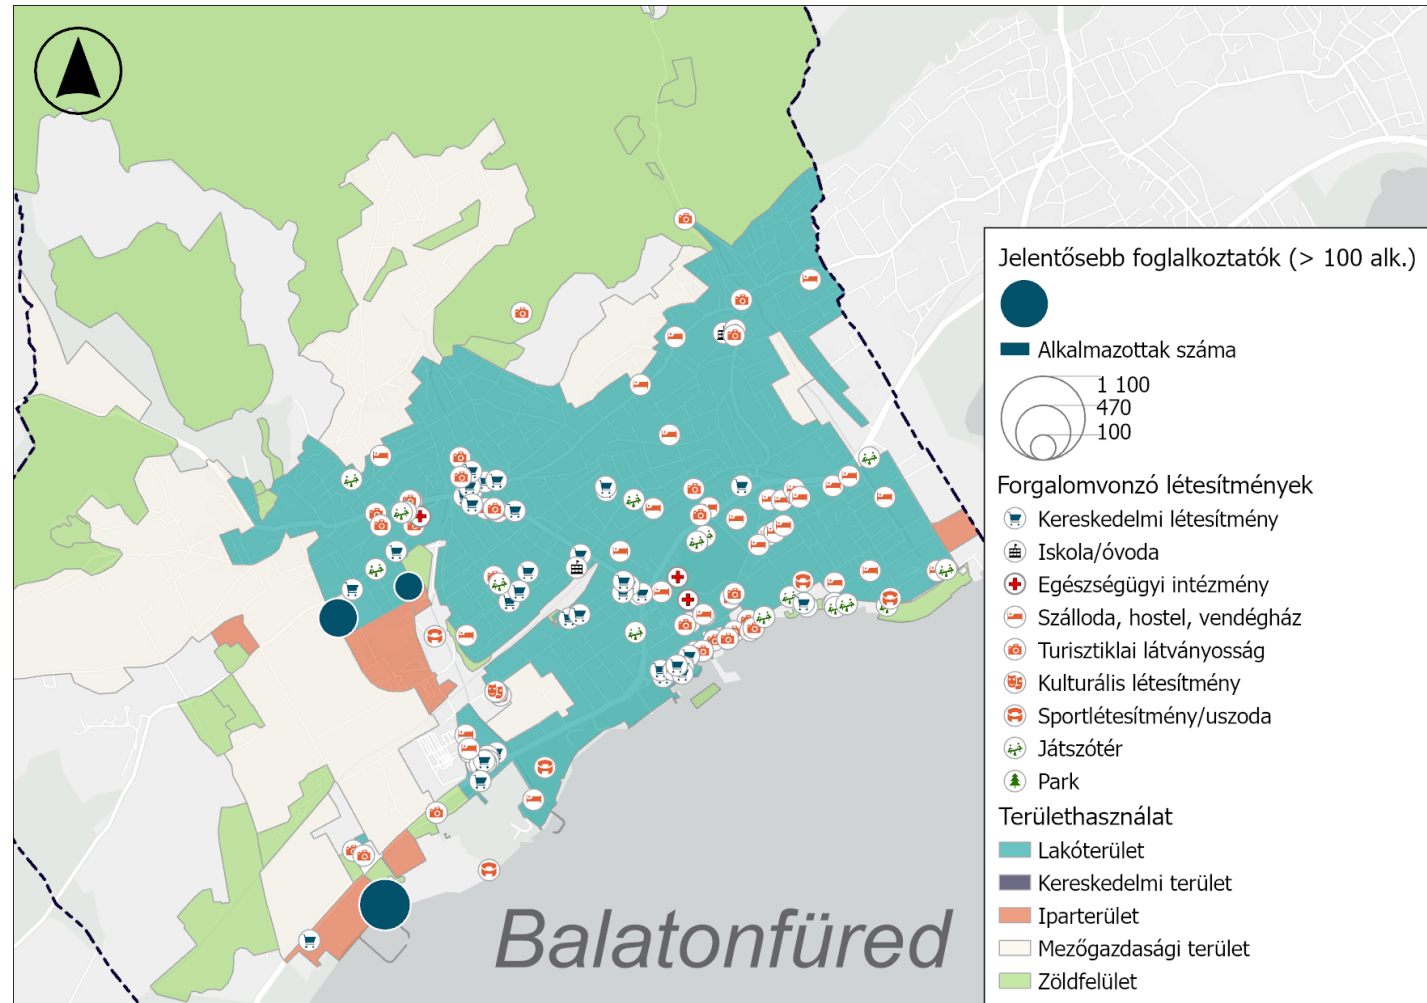 Jelentősebb foglalkoztatók (> 100 alk.)
Alkalmazottak száma
1 100
470
100
Forgalomvonzó létesítmények
Kereskedelmi létesítmény
Iskola/óvoda
Egészségügyi intézmény
Szálloda, hostel, vendégház
Turisztiklai látványosság
Kulturális létesítmény
Sportlétesítmény/uszoda
Játszótér
Park
Területhasználat
Lakóterület
Kereskedelmi terület
Iparterület
Mezőgazdasági terület
Zöldfelület
Balatonfüred